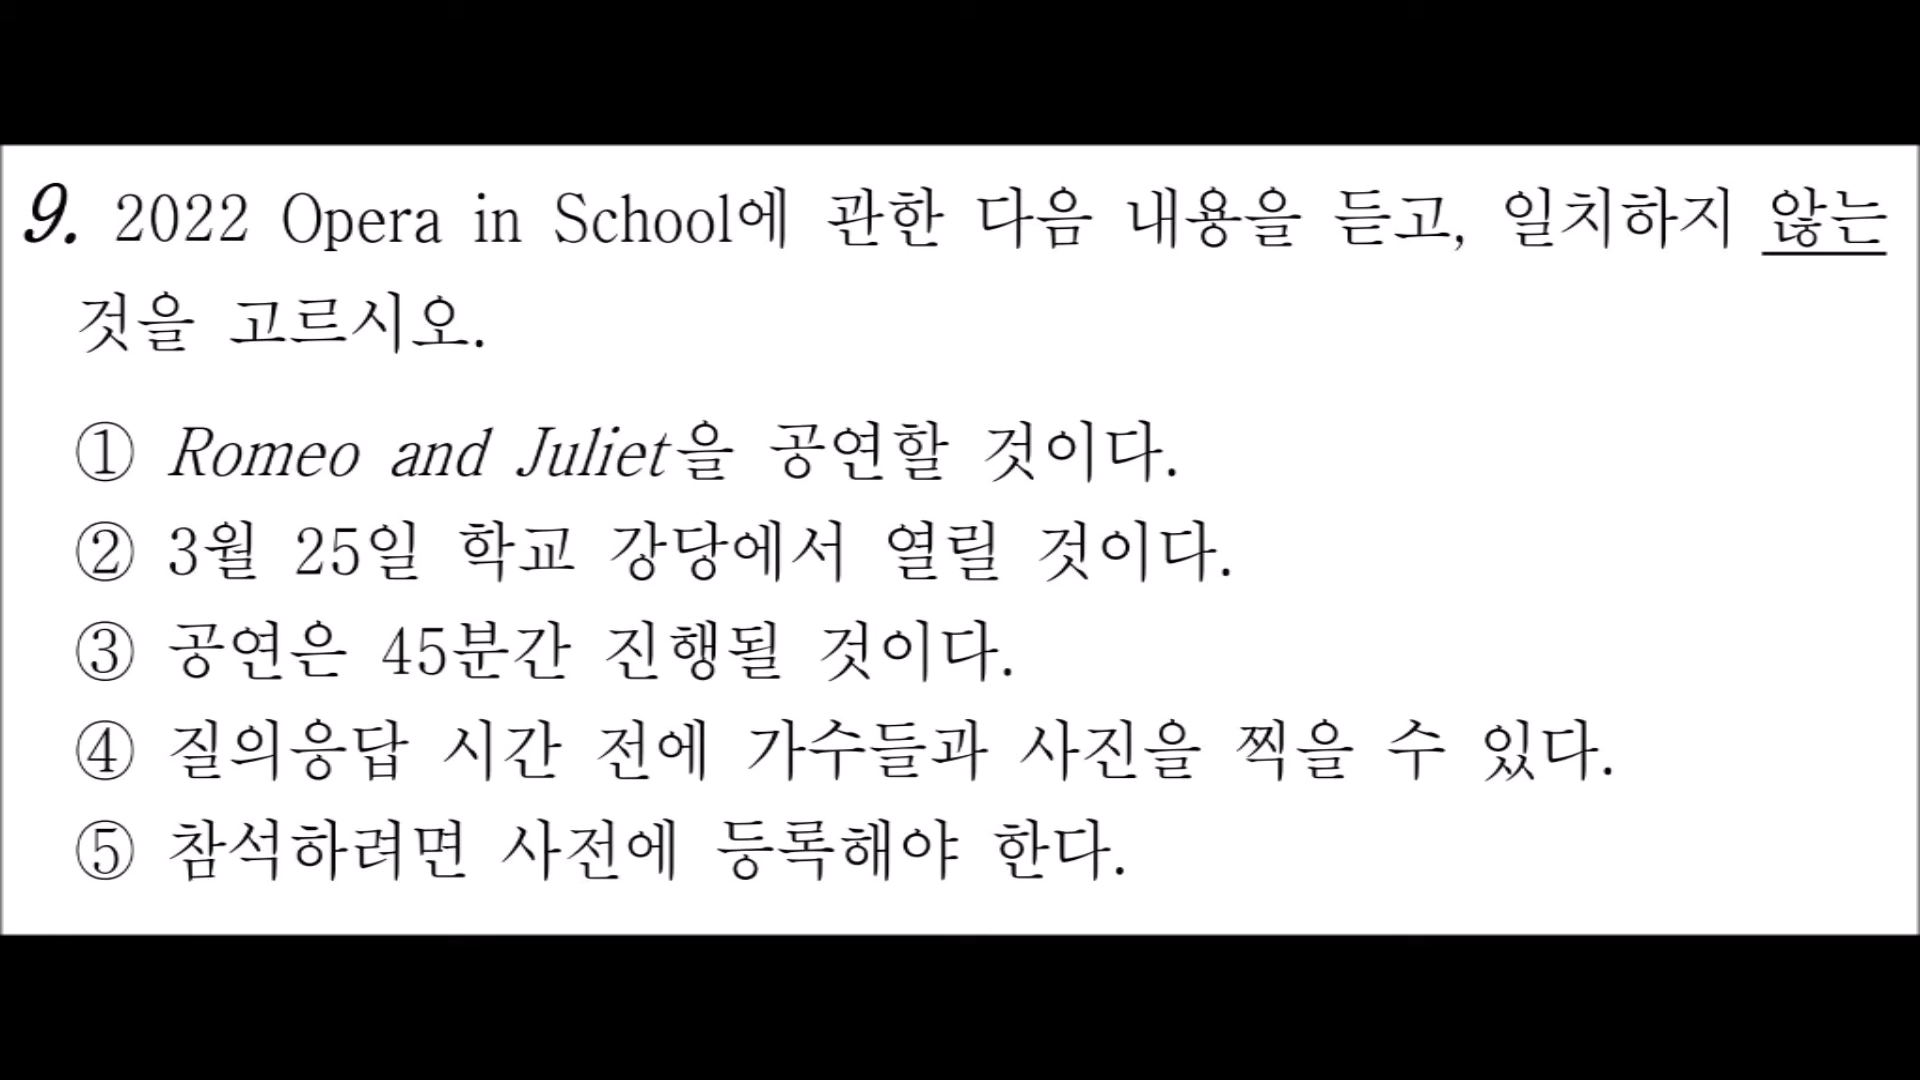 9. 2022 Opera in School에 관한 다음 내용을 듣고, 일치하지 않는
것을 고르시오.
① Romeo and Juliet을 공연할 것이다.
② 3월 25일 학교 강당에서 열릴 것이다.
③ 공연은 45분간 진행될 것이다.
④ 질의응답 시간 전에 가수들과 사진을 찍을 수 있다.
⑤ 참석하려면 사전에 등록해야 한다.